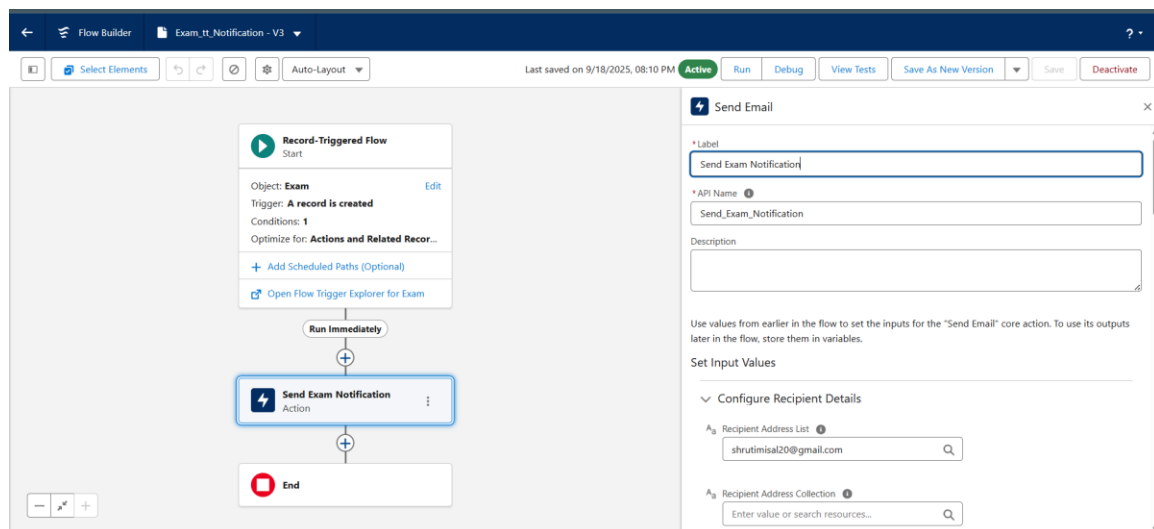 Flow Builder
Exam_tt_Notification - V3
?
Select Elements
Auto-Layout
Last saved on 9/18/2025, 08:10 PM
Active
Run
Debug
View Tests
Save As New Version
Save
Deactivate
Record-Triggered Flow
Start
Object: Exam
Edit
Trigger: A record is created
Conditions: 1
Optimize for: Actions and Related Recor...
+ Add Scheduled Paths (Optional)
Open Flow Trigger Explorer for Exam
Run Immediately
Send Exam Notification
Action
End
Send Email
* Label
Send Exam Notification
* API Name
Send_Exam_Notification
Description
Use values from earlier in the flow to set the inputs for the "Send Email" core action. To use its outputs
later in the flow, store them in variables.
Set Input Values
Configure Recipient Details
Aa Recipient Address List
shrutimisal20@gmail.com
Aa Recipient Address Collection
Enter value or search resources...